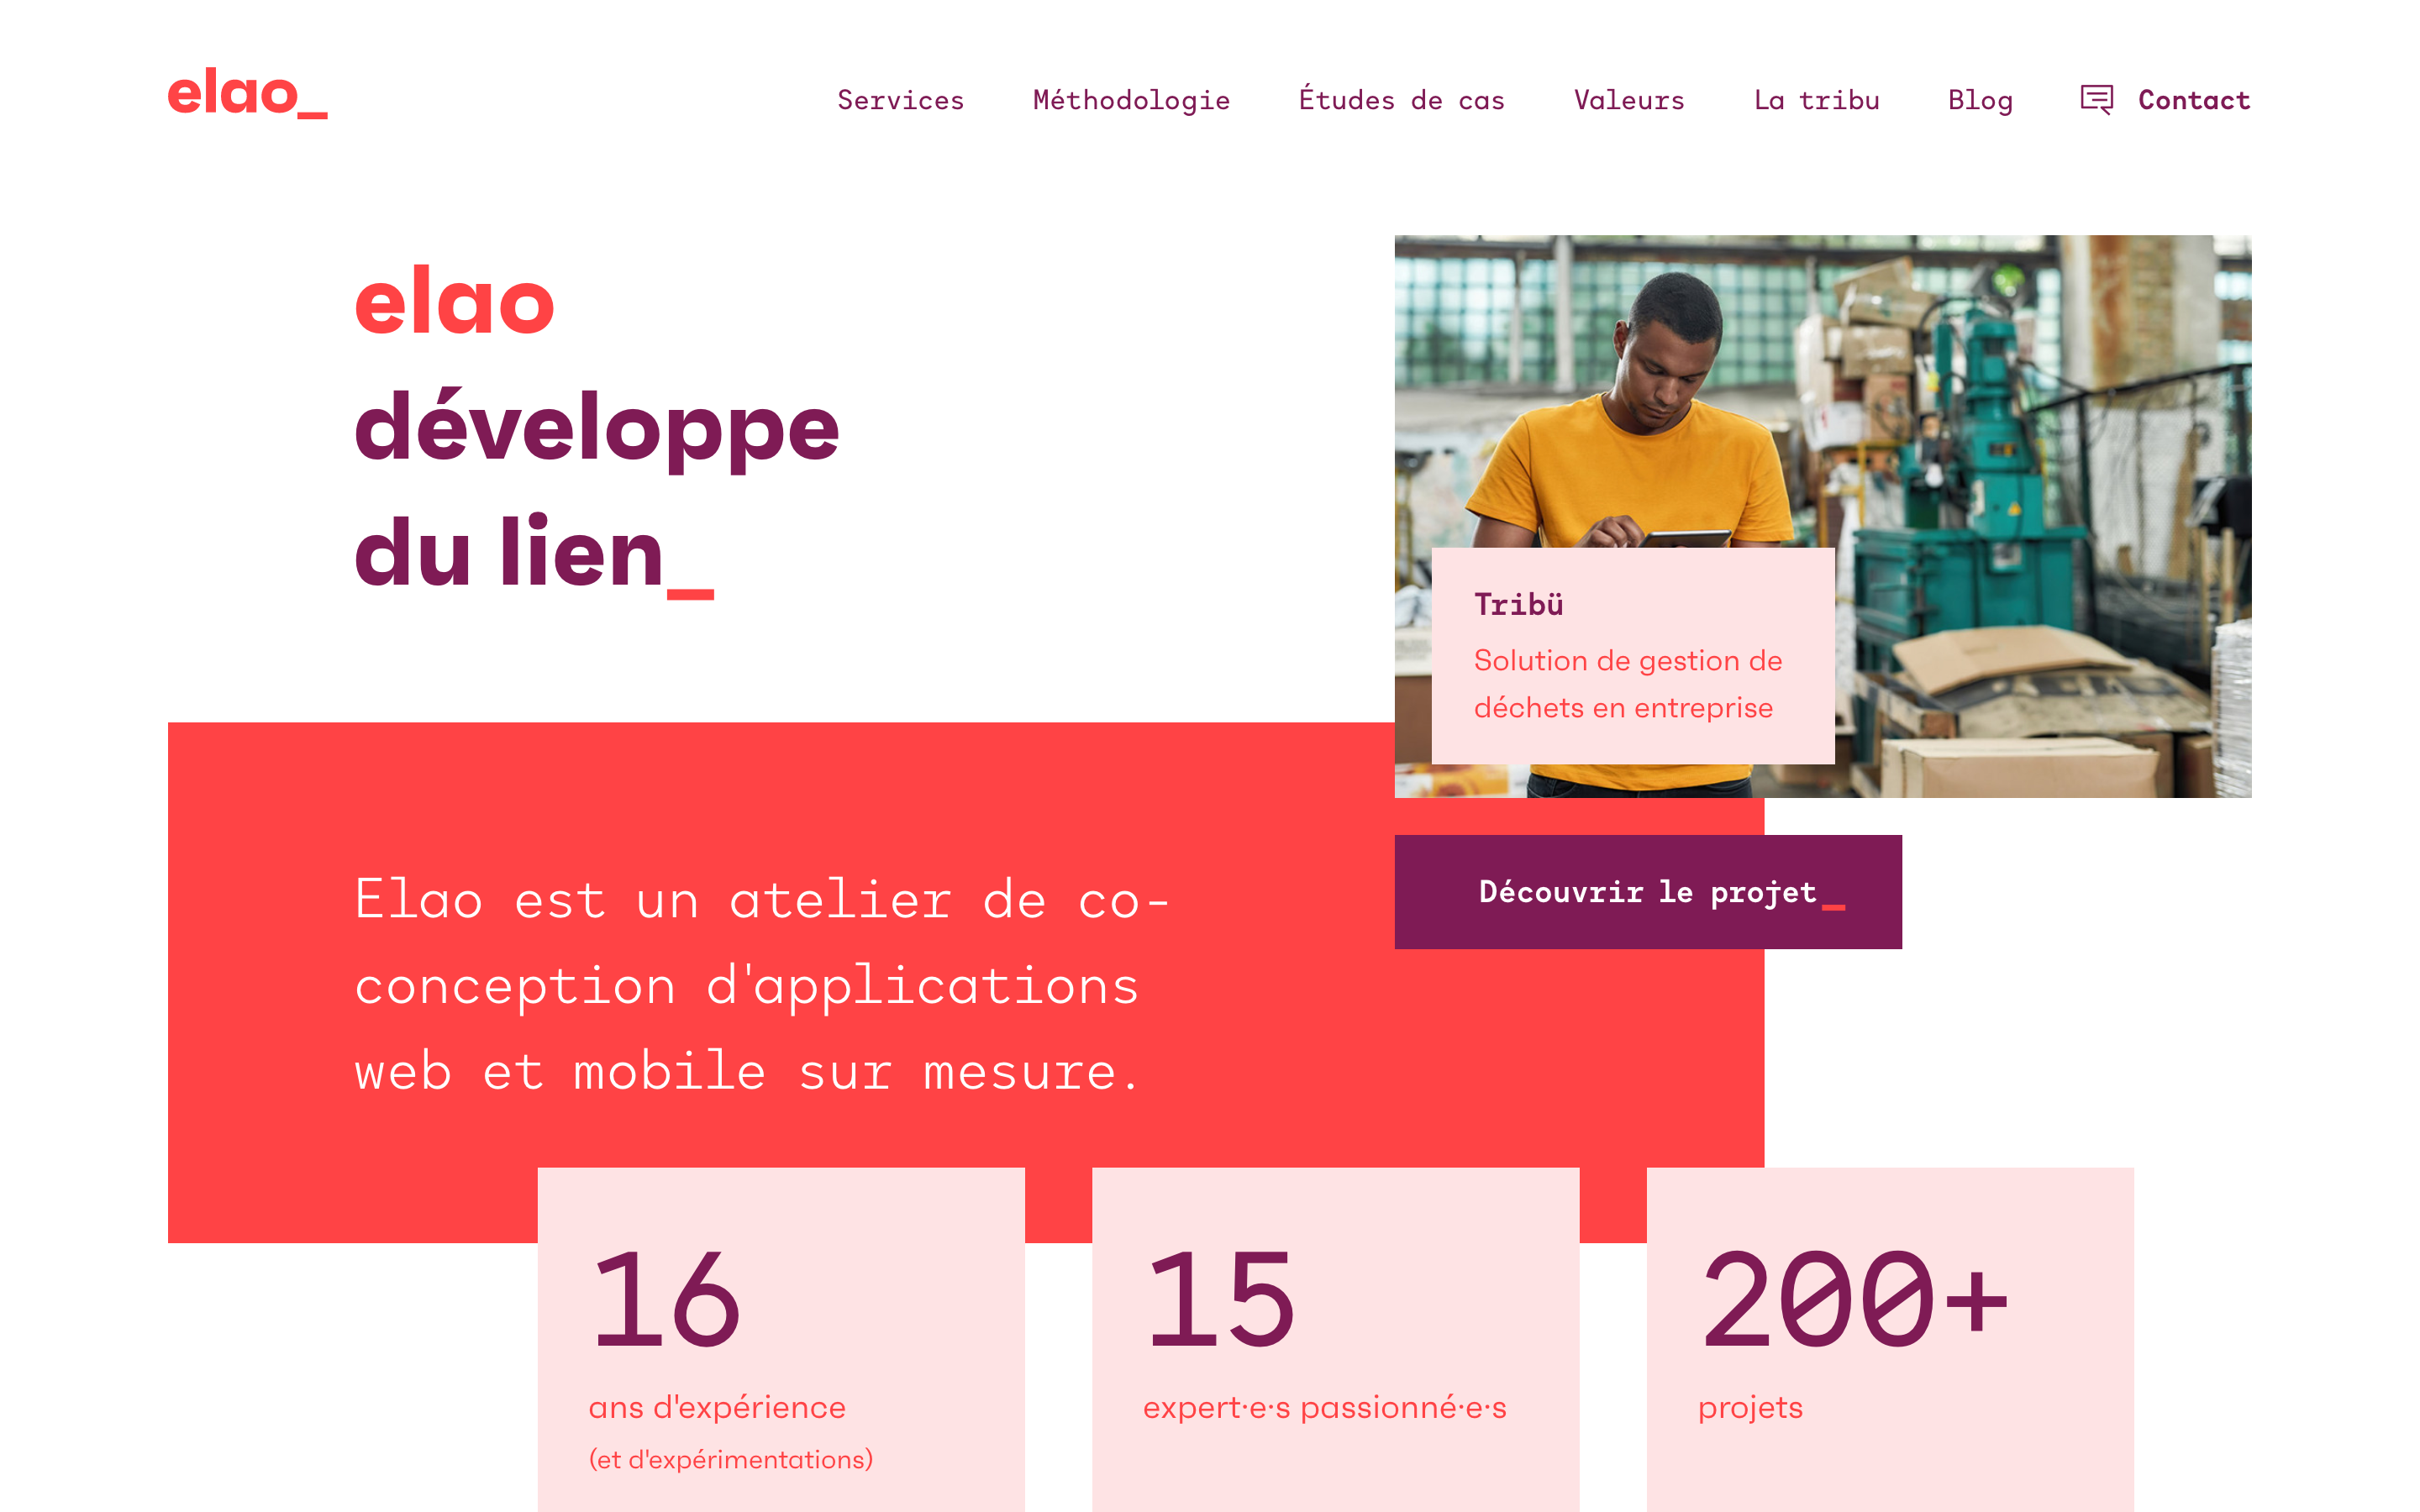 elao_
Services Méthodologie Études de cas Valeurs La tribu Blog Contact
elao
développe
du lien_
Tribü
Solution de gestion de
déchets en entreprise
Découvrir le projet_
Elao est un atelier de co-
conception d'applications
web et mobile sur mesure.
16
ans d'expérience
(et d'expérimentations)
15
expert·e·s passionné·e·s
200+
projets